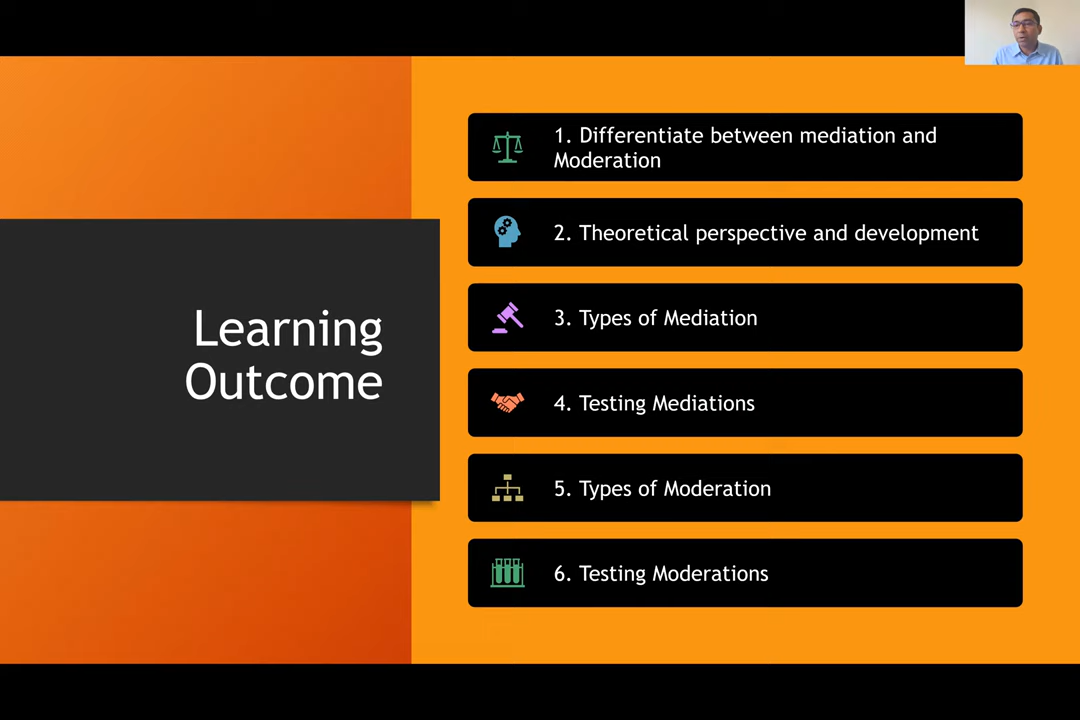 Learning
Outcome
1. Differentiate between mediation and
Moderation
2. Theoretical perspective and development
3. Types of Mediation
4. Testing Mediations
5. Types of Moderation
6. Testing Moderations